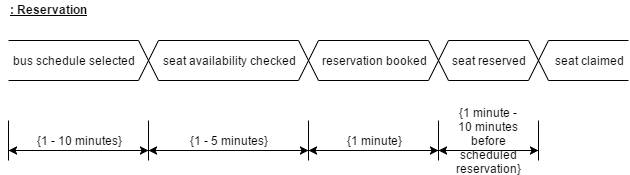 : Reservation
bus schedule selected
seat availability checked
reservation booked
seat reserved
seat claimed
{1 - 10 minutes}
{1 - 5 minutes}
{1 minute}
{1 minute -
10 minutes
before
scheduled
reservation}